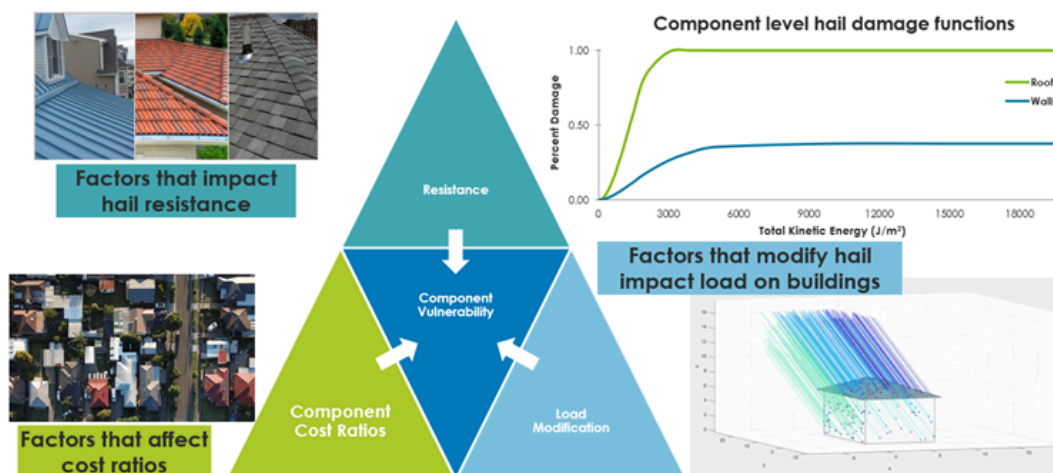 Factors that impact
hail resistance
Factors that affect
cost ratios
Resistance
Component
Vulnerability
Component
Cost Ratios
Load
Modification
Component level hail damage functions
Percent Damage
1.00
0.50
0.00
0
3000
6000
9000
12000
15000
18000
Total Kinetic Energy (J/m²)
Roof
Walls
Factors that modify hail
impact load on buildings